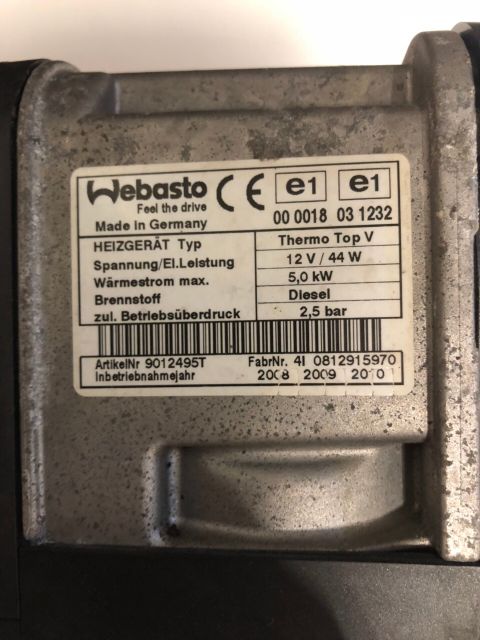 Webasto
Feel the drive
CE e1 e1
Made in Germany 00 0018 03 1232
HEIZGERÄT Typ Thermo Top V
Spannung/El.Leistung 12 V / 44 W
Wärmestrom max. 5,0 kW
Brennstoff Diesel
zul. Betriebsüberdruck 2,5 bar
ArtikelNr 9012495T FabrNr. 4I 0812915970
Inbetriebnahmejahr 2008 2009 2010